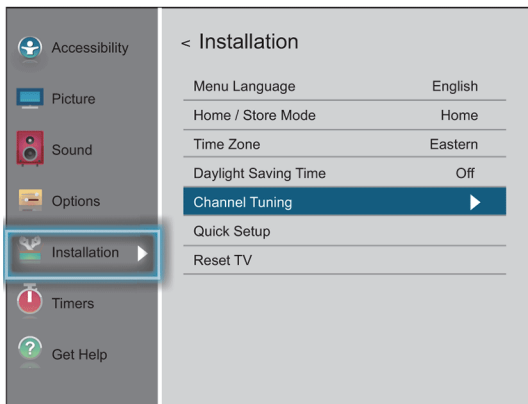 Accessibility
Picture
Sound
Options
Installation
Timers
? Get Help
< Installation
Menu Language English
Home / Store Mode Home
Time Zone Eastern
Daylight Saving Time Off
Channel Tuning
Quick Setup
Reset TV